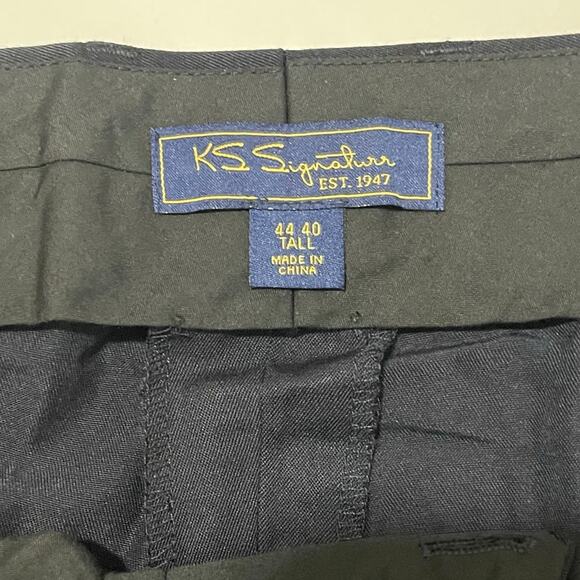 KS Signature
EST. 1947
44 40
TALL
MADE IN
CHINA